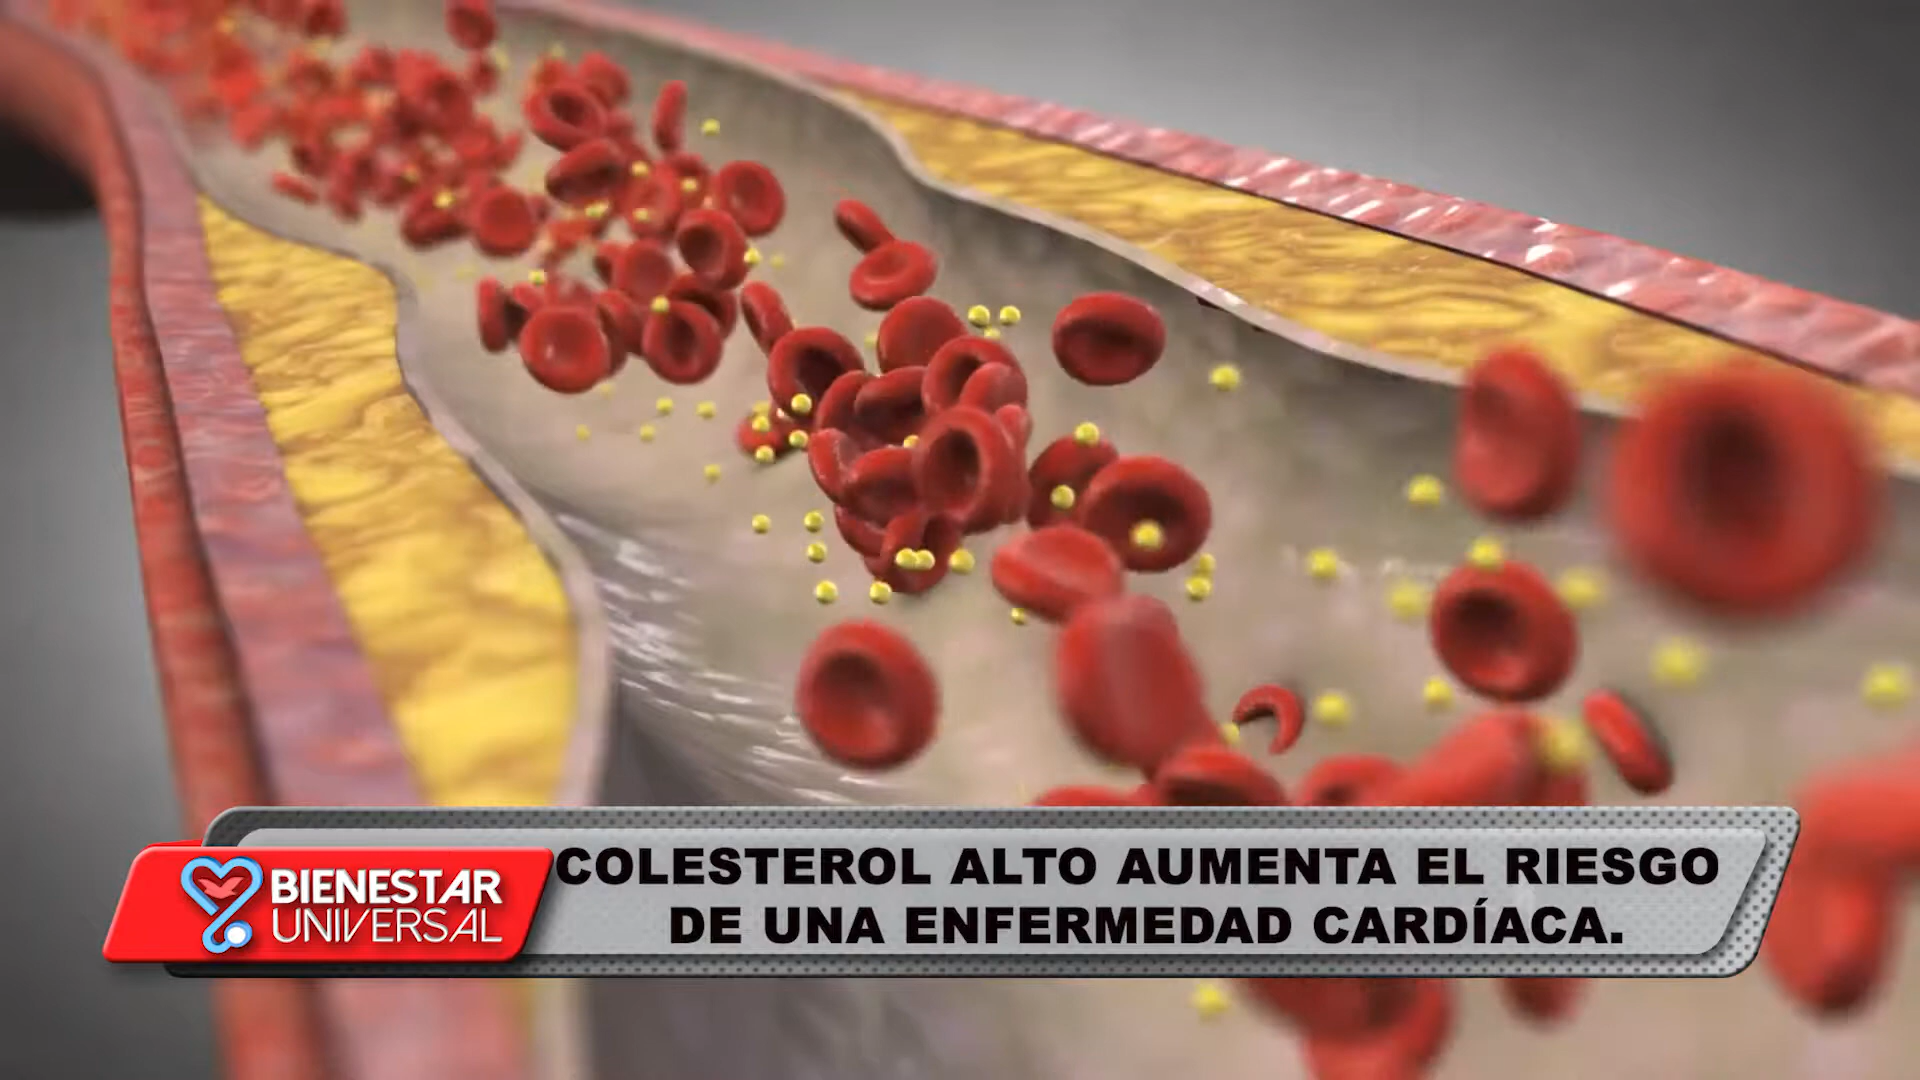 BIENESTAR
UNIVERSAL
COLESTEROL ALTO AUMENTA EL RIESGO
DE UNA ENFERMEDAD CARDÍACA.